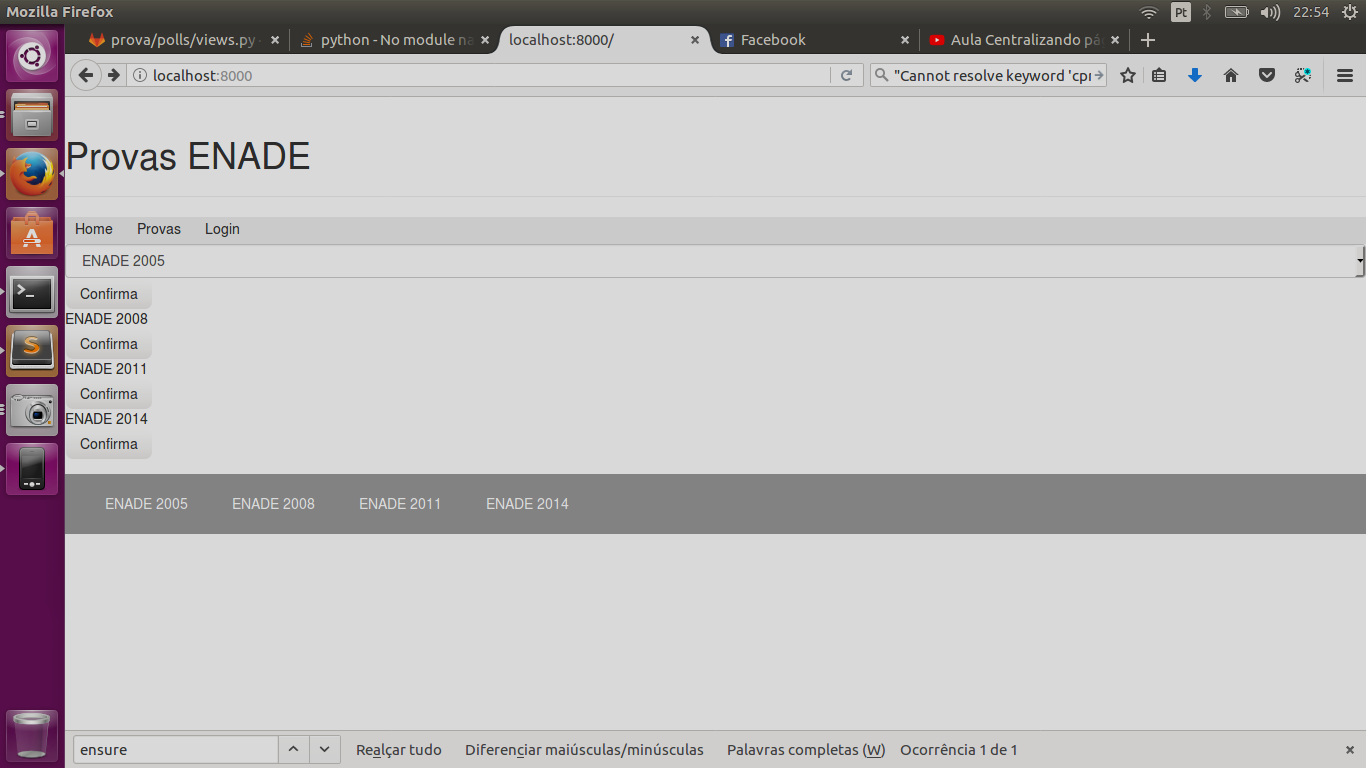 Mozilla Firefox
Pt
22:54
prova/polls/views.py
python - No module na
localhost:8000/
Facebook
Aula Centralizando pá
localhost:8000
"Cannot resolve keyword 'cpr
Provas ENADE
Home Provas Login
ENADE 2005
Confirma
ENADE 2008
Confirma
ENADE 2011
Confirma
ENADE 2014
Confirma
ENADE 2005 ENADE 2008 ENADE 2011 ENADE 2014
ensure Realçar tudo Diferenciar maiúsculas/minúsculas Palavras completas (W) Ocorrência 1 de 1